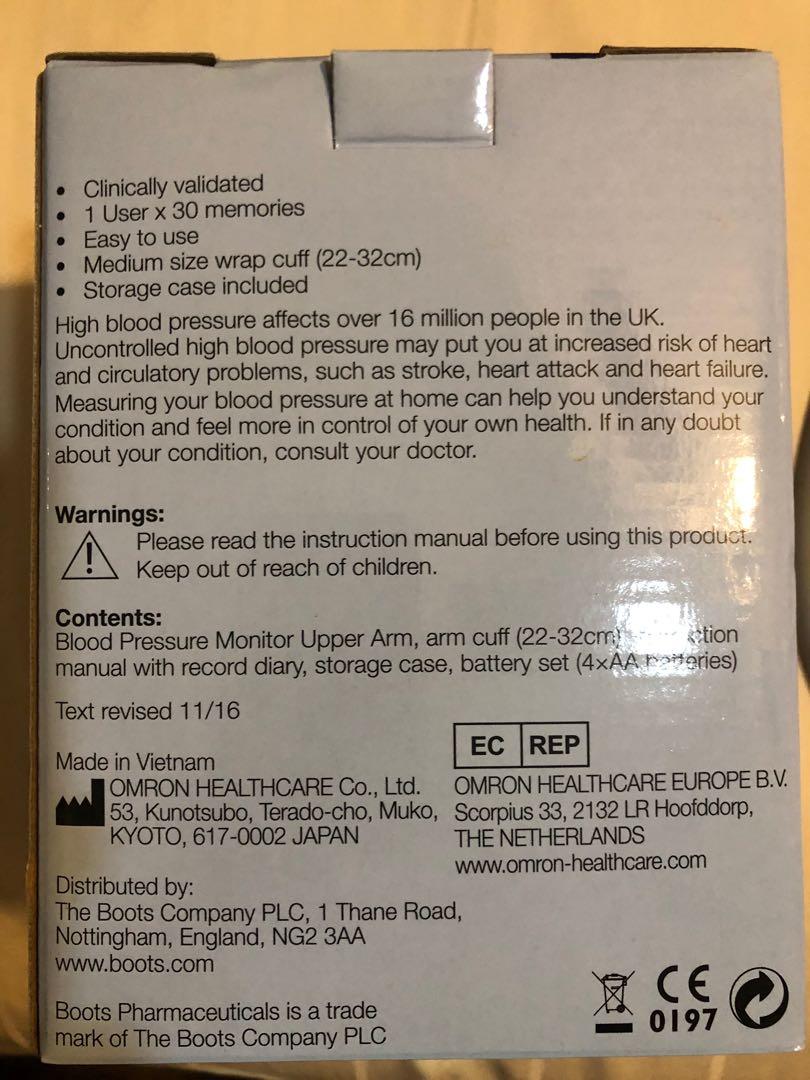 • Clinically validated
• 1 User x 30 memories
• Easy to use
• Medium size wrap cuff (22-32cm)
• Storage case included
High blood pressure affects over 16 million people in the UK.
Uncontrolled high blood pressure may put you at increased risk of heart
and circulatory problems, such as stroke, heart attack and heart failure.
Measuring your blood pressure at home can help you understand your
condition and feel more in control of your own health. If in any doubt
about your condition, consult your doctor.
Warnings:
Please read the instruction manual before using this product.
Keep out of reach of children.
Contents:
Blood Pressure Monitor Upper Arm, arm cuff (22-32cm)
manual with record diary, storage case, battery set (4xAA batteries)
Text revised 11/16
EC REP
Made in Vietnam
OMRON HEALTHCARE Co., Ltd.
53, Kunotsubo, Terado-cho, Muko,
KYOTO, 617-0002 JAPAN
OMRON HEALTHCARE EUROPE B.V.
Scorpius 33, 2132 LR Hoofddorp,
THE NETHERLANDS
www.omron-healthcare.com
Distributed by:
The Boots Company PLC, 1 Thane Road,
Nottingham, England, NG2 3AA
www.boots.com
Boots Pharmaceuticals is a trade
mark of The Boots Company PLC
CE
0197